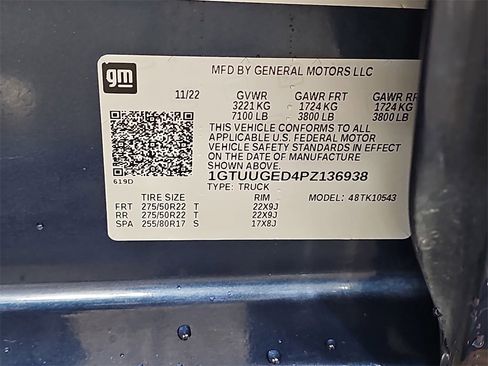 gm
MFD BY GENERAL MOTORS LLC
11/22 GVWR GAWR FRT GAWR RR
3221 KG 1724 KG 1724 KG
7100 LB 3800 LB 3800 LB
THIS VEHICLE CONFORMS TO ALL
APPLICABLE U.S. FEDERAL MOTOR
VEHICLE SAFETY STANDARDS IN EFFECT
ON THE DATE OF MANUFACTURE
SHOWN ABOVE.
619D 1GTUUGED4PZ136938
TYPE: TRUCK
TIRE SIZE RIM MODEL: 48TK10543
FRT 275/50R22 T 22X9J
RR 275/50R22 T 22X9J
SPA 255/80R17 S 17X8J